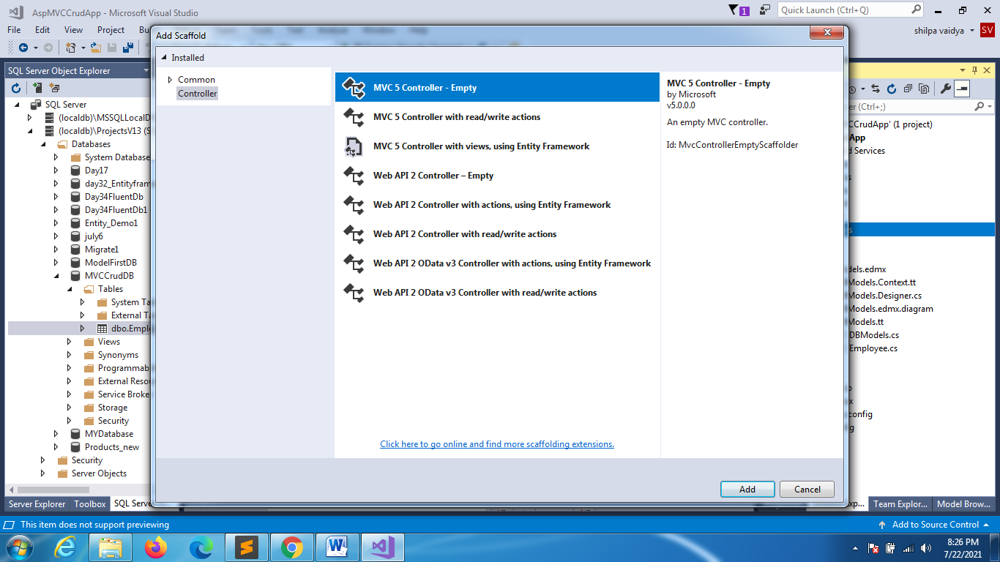 AspMVCCrudApp - Microsoft Visual Studio
1
Quick Launch (Ctrl+Q)
File Edit View Project
shilpa vaidya
SV
Add Scaffold
Installed
Common
Controller
MVC 5 Controller - Empty
MVC 5 Controller with read/write actions
MVC 5 Controller with views, using Entity Framework
Web API 2 Controller – Empty
Web API 2 Controller with actions, using Entity Framework
Web API 2 Controller with read/write actions
Web API 2 OData v3 Controller with actions, using Entity Framework
Web API 2 OData v3 Controller with read/write actions
Click here to go online and find more scaffolding extensions.
MVC 5 Controller - Empty
by Microsoft
v5.0.0.0
An empty MVC controller.
Id: MvcControllerEmptyScaffolder
Add Cancel
SQL Server Object Explorer
SQL Server
(localdb)\MSSQLLocalD
(localdb)\ProjectsV13 (S
Databases
System Database
Day17
day32_Entityfram
Day34FluentDb
Day34FluentDb1
Entity_Demo1
july6
Migrate1
ModelFirstDB
MVCCrudDB
Tables
System Ta
External Ta
dbo.Emplo
Views
Synonyms
Programmab
External Reso
Service Broke
Storage
Security
MYDatabase
Products_new
Security
Server Objects
Server Explorer Toolbox SQL Serve
er (Ctrl+;)
CCrudApp' (1 project)
App
d Services
dels.edmx
Models.Context.tt
Models.Designer.cs
Models.edmx.diagram
Models.tt
DBModels.cs
Employee.cs
config
xp... Team Explor... Model Brow...
This item does not support previewing
Add to Source Control
8:26 PM
7/22/2021